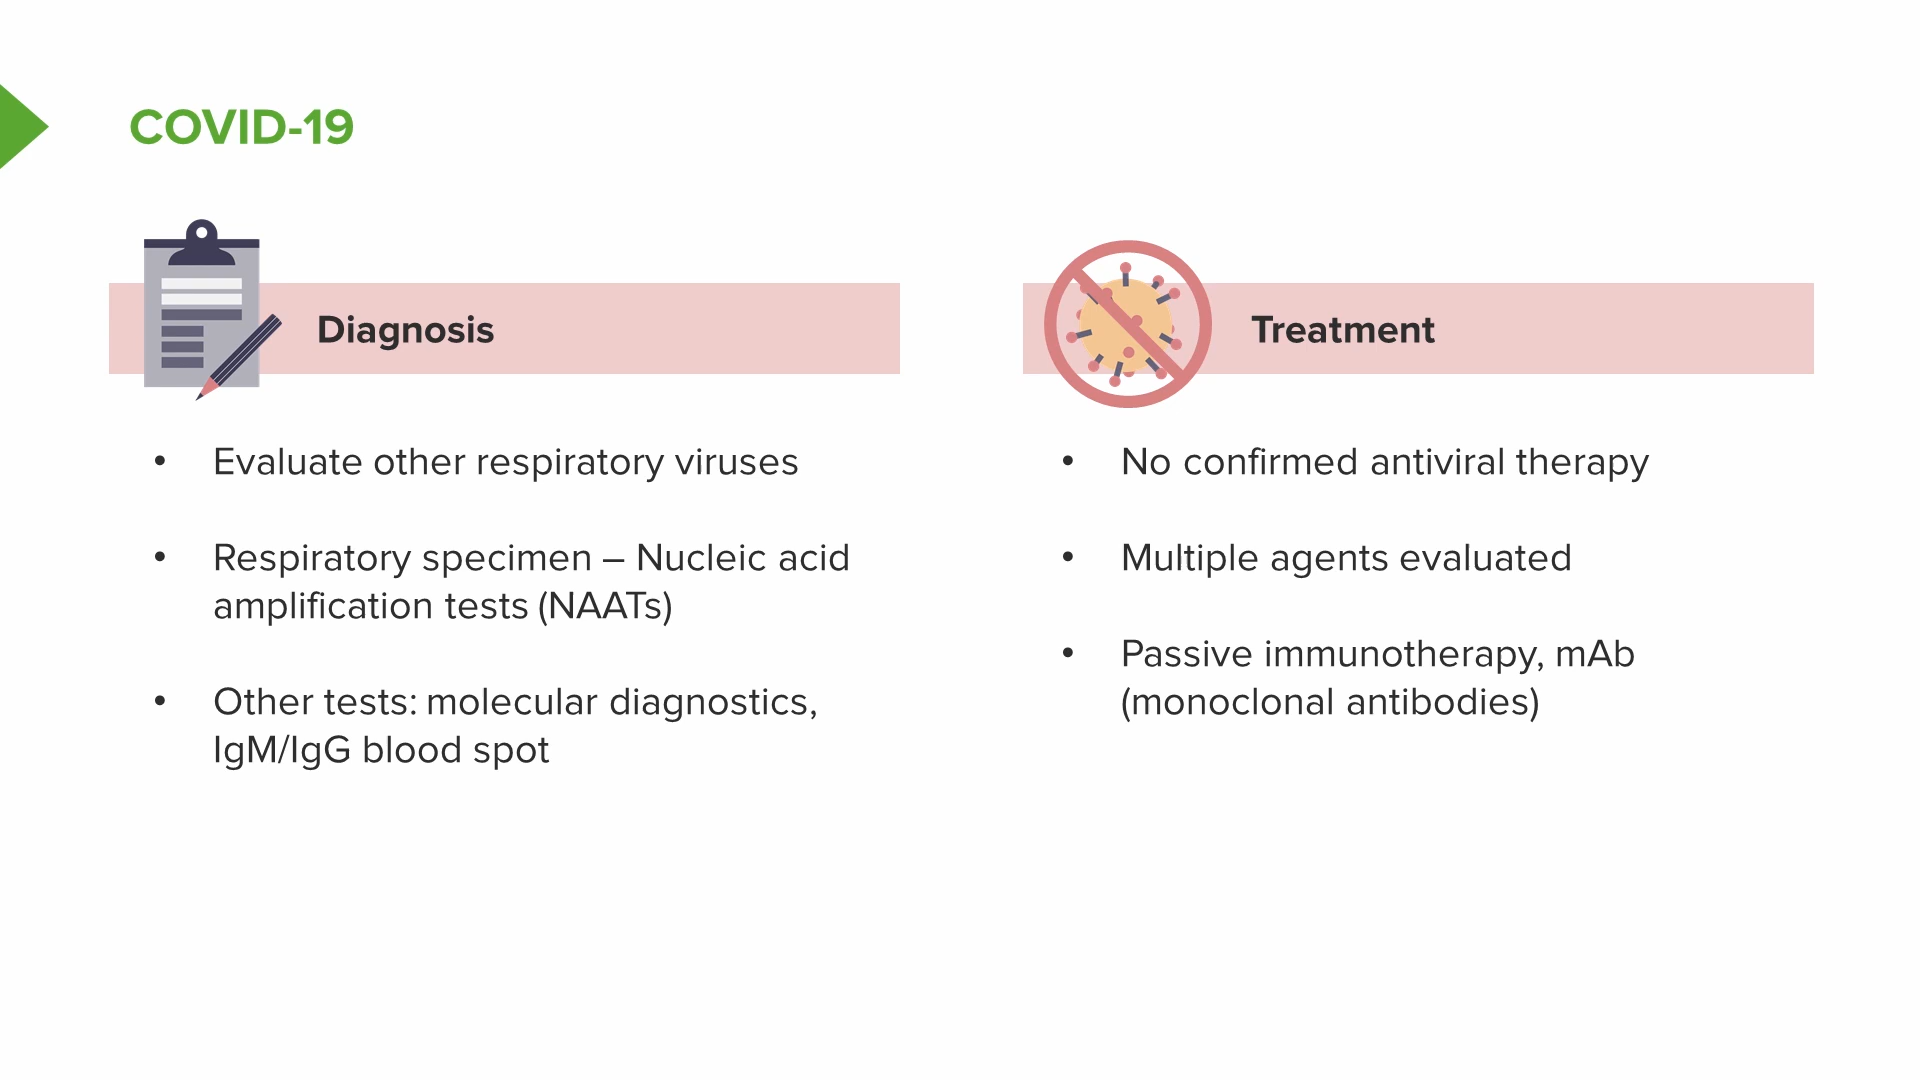 COVID-19
Diagnosis
• Evaluate other respiratory viruses
• Respiratory specimen – Nucleic acid
amplification tests (NAATs)
• Other tests: molecular diagnostics,
IgM/IgG blood spot
Treatment
• No confirmed antiviral therapy
• Multiple agents evaluated
• Passive immunotherapy, mAb
(monoclonal antibodies)